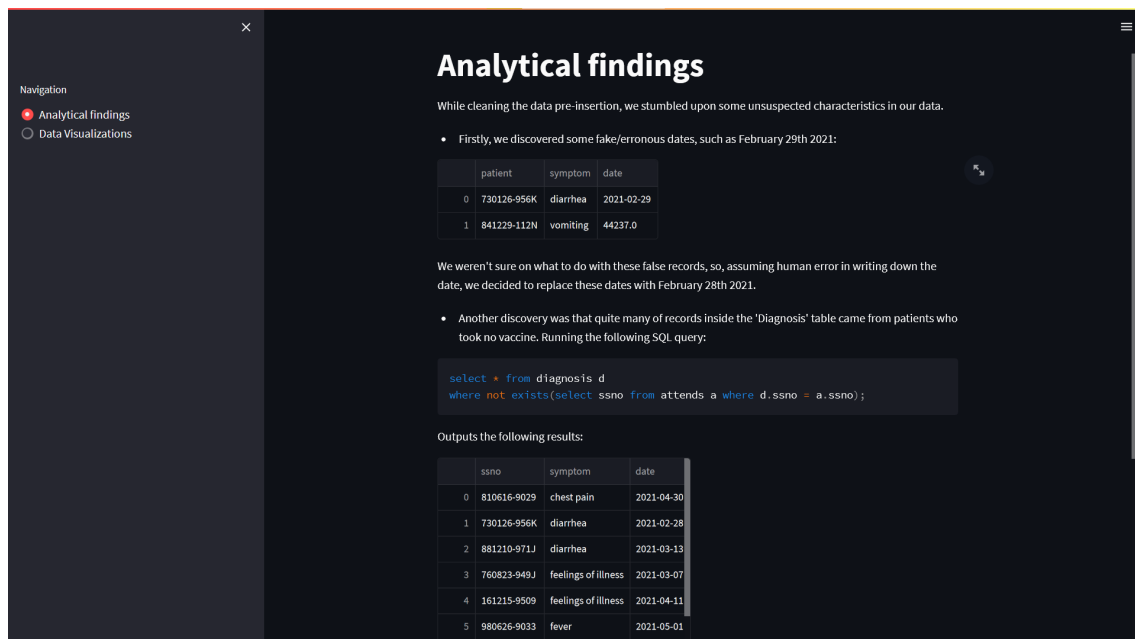 Navigation
Analytical findings
Data Visualizations
Analytical findings
While cleaning the data pre-insertion, we stumbled upon some unsuspected characteristics in our data.
• Firstly, we discovered some fake/erronous dates, such as February 29th 2021:
patient symptom date
0 730126-956K diarrhea 2021-02-29
1 841229-112N vomiting 44237.0
We weren't sure on what to do with these false records, so, assuming human error in writing down the
date, we decided to replace these dates with February 28th 2021.
• Another discovery was that quite many of records inside the 'Diagnosis' table came from patients who
took no vaccine. Running the following SQL query:
select * from diagnosis d
where not exists(select ssno from attends a where d.ssno = a.ssno);
Outputs the following results:
ssno symptom date
0 810616-9029 chest pain 2021-04-30
1 730126-956K diarrhea 2021-02-28
2 881210-971J diarrhea 2021-03-13
3 760823-949J feelings of illness 2021-03-07
4 161215-9509 feelings of illness 2021-04-11
5 980626-9033 fever 2021-05-01